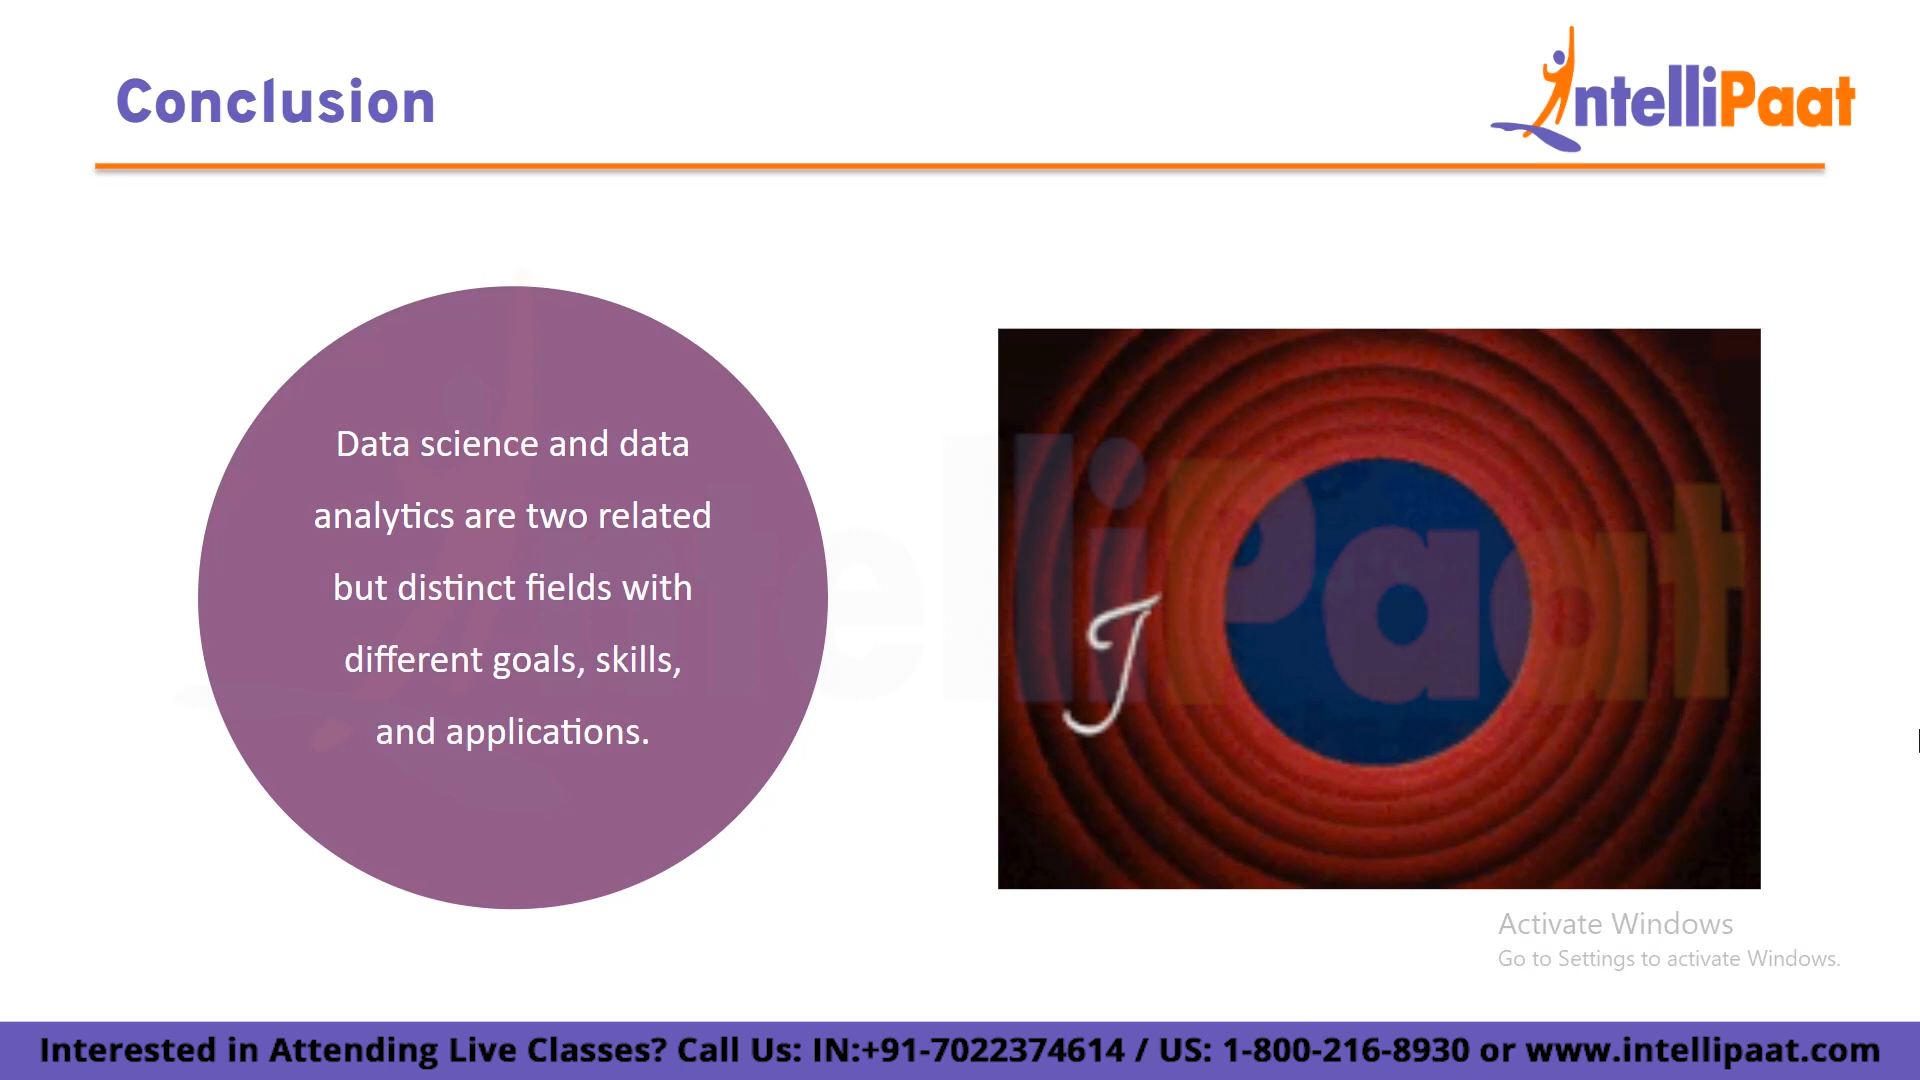 Conclusion
IntelliPaat
Data science and data
analytics are two related
but distinct fields with
different goals, skills,
and applications.
IntelliPaat
T
Activate Windows
Go to Settings to activate Windows.
Interested in Attending Live Classes? Call Us: IN:+91-7022374614 / US: 1-800-216-8930 or www.intellipaat.com